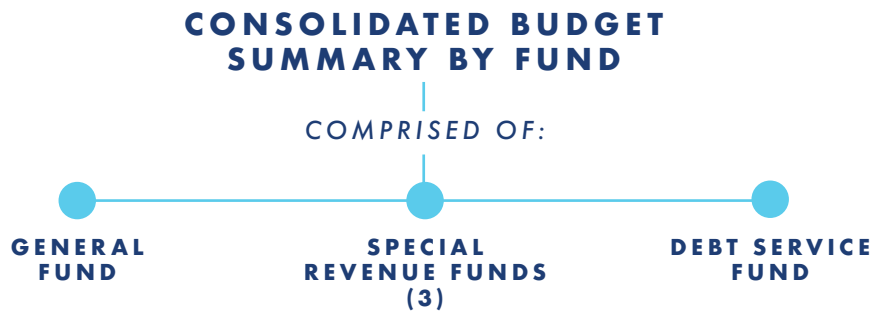 CONSOLIDATED BUDGET
SUMMARY BY FUND
COMPRISED OF:
GENERAL
FUND
SPECIAL
REVENUE FUNDS
(3)
DEBT SERVICE
FUND